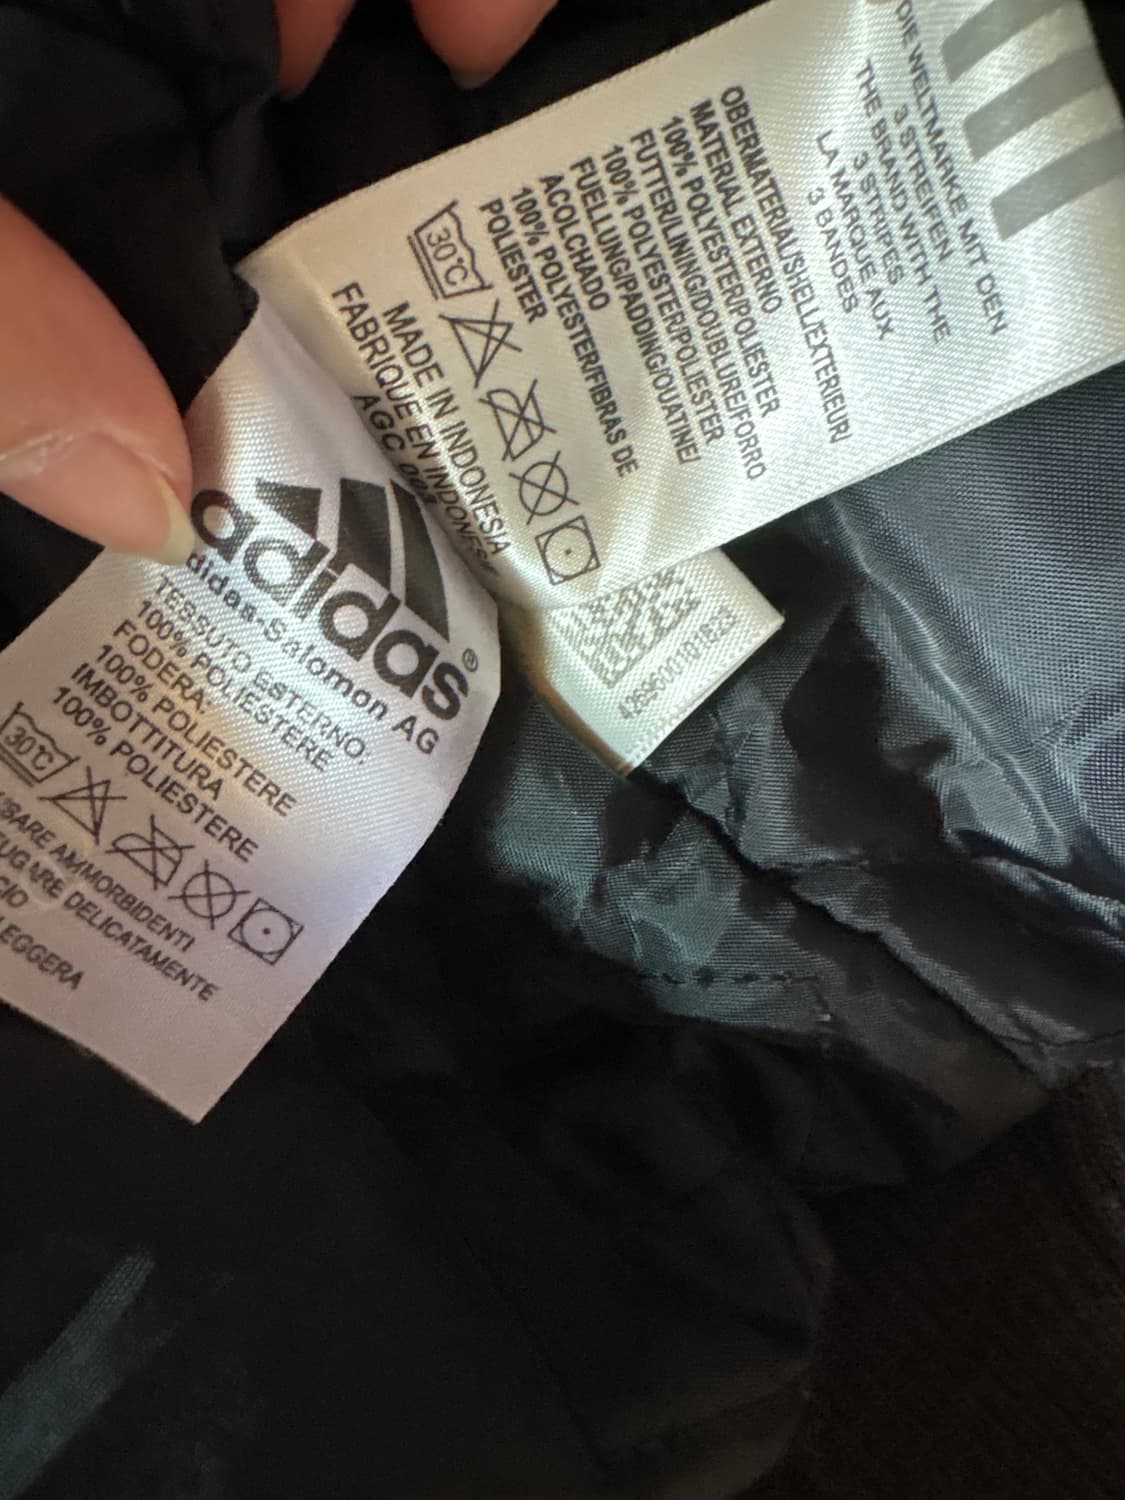 DIE WELTMARKE MIT DEN
3 STREIFEN
THE BRAND WITH THE
3 STRIPES
LA MARQUE AUX
3 BANDES
OBERMATERIAL/SHELL/EXTERIEUR/
MATERIAL EXTERNO
100% POLYESTER/POLIESTER
FUTTER/LINING/DOUBLURE/FORRO
100% POLYESTER/POLIESTER
FUELLUNG/PADDING/OUATINE/
ACOLCHADO
100% POLYESTER/FIBRAS DE
POLIESTER
30°C
MADE IN INDONESIA
FABRIQUE EN INDONESIE
AGC
4269600101623
adidas®
adidas-Salomon AG
TESSUTO ESTERNO:
100% POLIESTERE
FODERA:
100% POLIESTERE
IMBOTTITURA
100% POLIESTERE
30°C
AMMORBIDENTI
DELICATAMENTE
LEGGERA